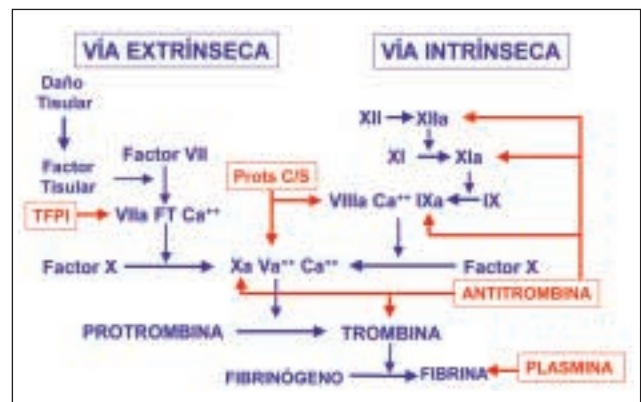 VÍA EXTRÍNSECA
VÍA INTRÍNSECA
Daño
Tisular
XII XIIa
Factor VII
XI XIa
Factor
Tisular
Prots C/S
TFPI
VIIa FT Ca++
VIIIa Ca++ IXa IX
Factor X
Xa Va++ Ca++
Factor X
ANTITROMBINA
PROTROMBINA
TROMBINA
FIBRINÓGENO
FIBRINA
PLASMINA